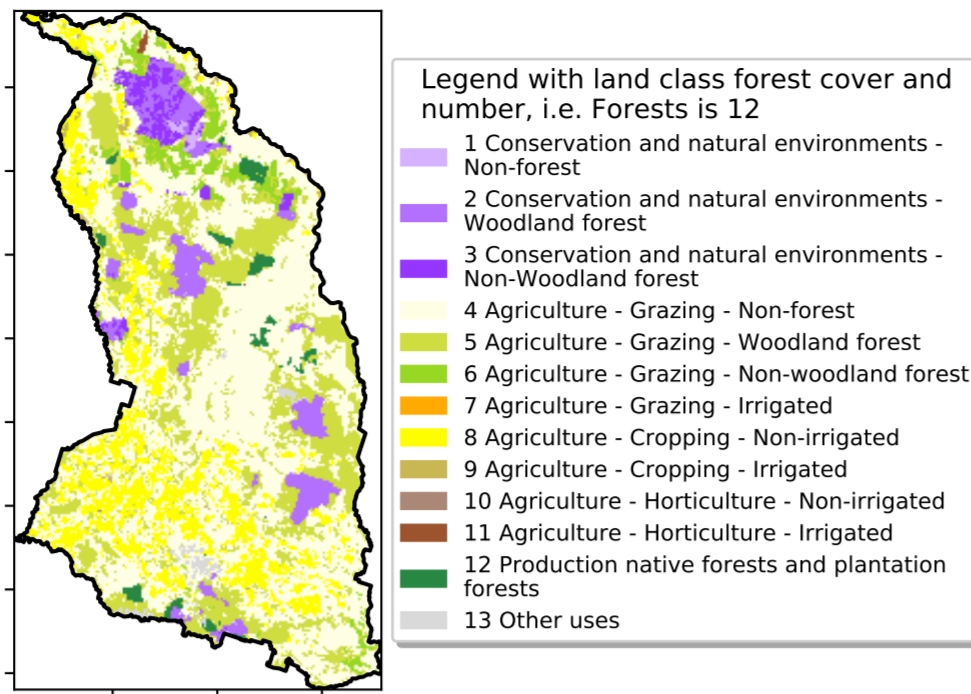 Legend with land class forest cover and
number, i.e. Forests is 12
1 Conservation and natural environments -
Non-forest
2 Conservation and natural environments -
Woodland forest
3 Conservation and natural environments -
Non-Woodland forest
4 Agriculture - Grazing - Non-forest
5 Agriculture - Grazing - Woodland forest
6 Agriculture - Grazing - Non-woodland forest
7 Agriculture - Grazing - Irrigated
8 Agriculture - Cropping - Non-irrigated
9 Agriculture - Cropping - Irrigated
10 Agriculture - Horticulture - Non-irrigated
11 Agriculture - Horticulture - Irrigated
12 Production native forests and plantation
forests
13 Other uses